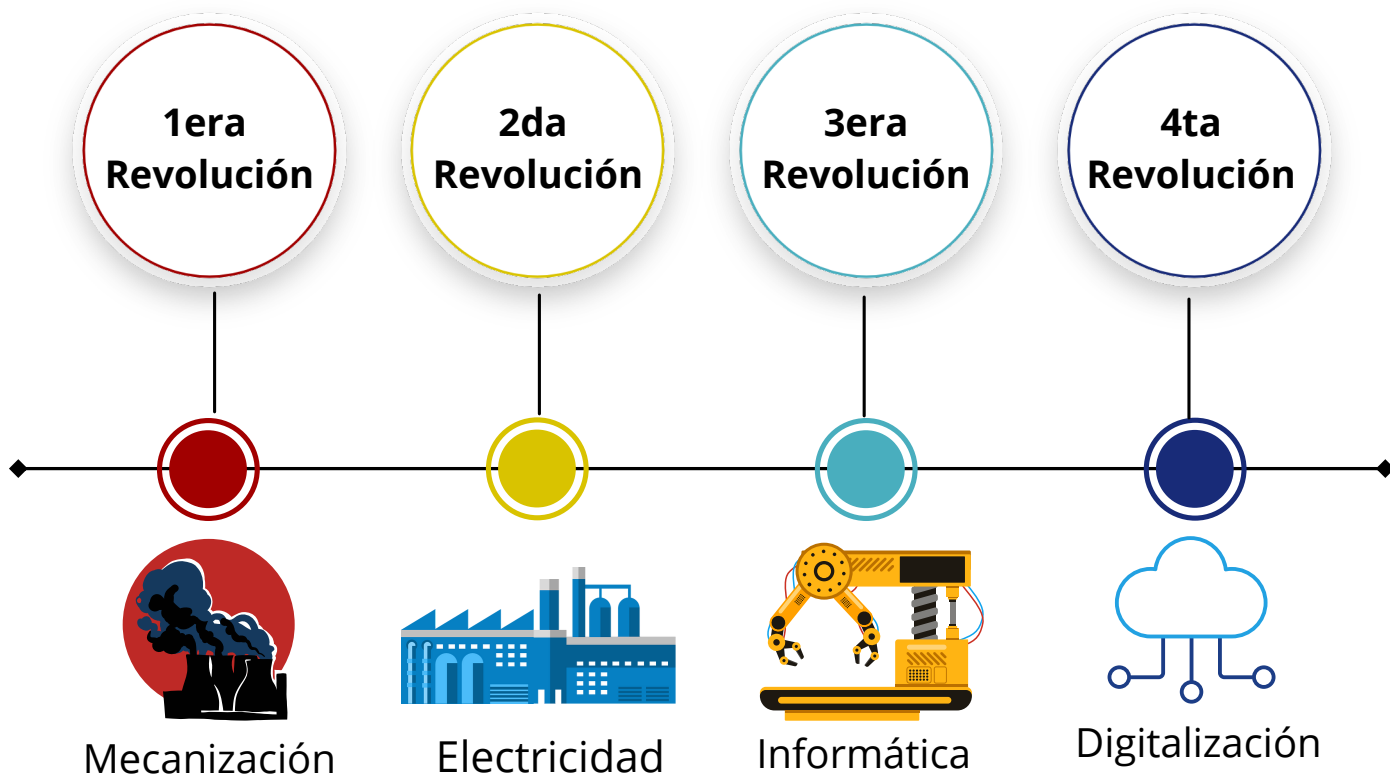 1era
Revolución
2da
Revolución
3era
Revolución
4ta
Revolución
Mecanización
Electricidad
Informática
Digitalización